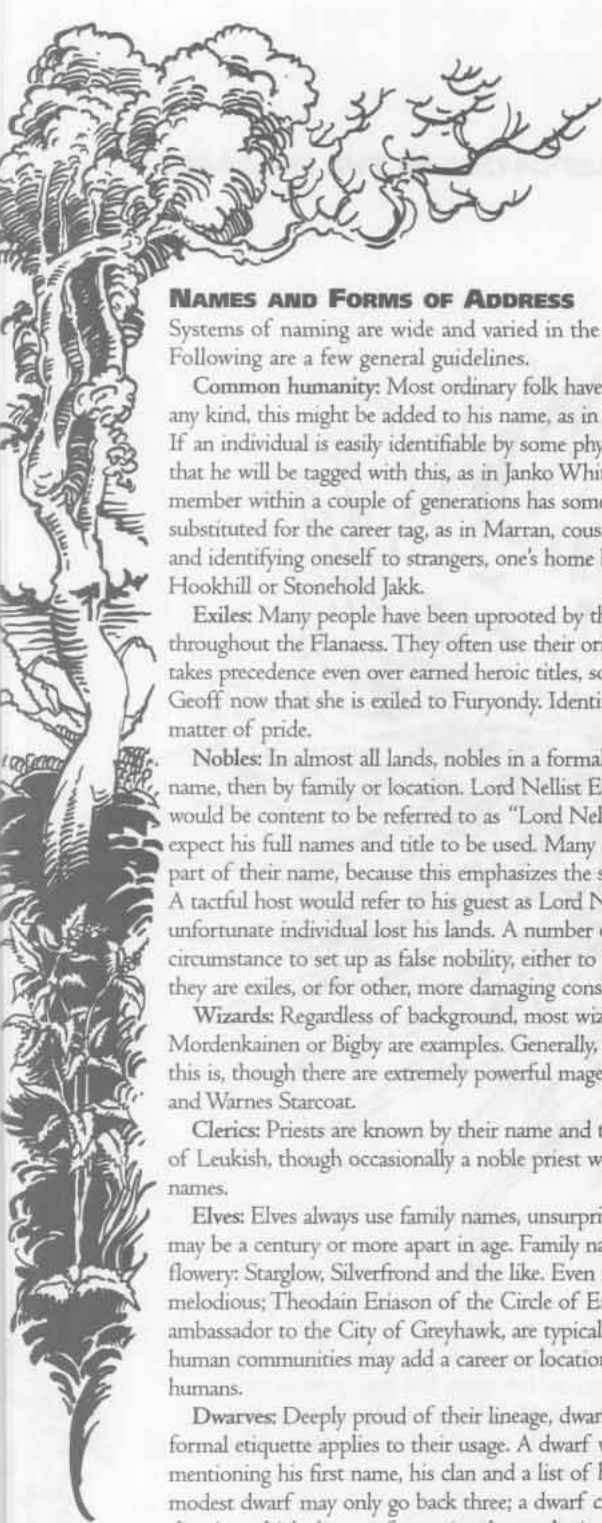 NAMES AND FORMS OF ADDRESS
Systems of naming are wide and varied in the
Following are a few general guidelines.
Common humanity: Most ordinary folk have
any kind, this might be added to his name, as in
If an individual is easily identifiable by some phy
that he will be tagged with this, as in Janko Whit
member within a couple of generations has some
substituted for the career tag, as in Marran, cous
and identifying oneself to strangers, one's home
Hookhill or Stonehold Jakk.
Exiles: Many people have been uprooted by th
throughout the Flanaess. They often use their ori
takes precedence even over earned heroic titles, so
Geoff now that she is exiled to Furyondy. Identi
matter of pride.
Nobles: In almost all lands, nobles in a formal
name, then by family or location. Lord Nellist E
would be content to be referred to as "Lord Nel
expect his full names and title to be used. Many
part of their name, because this emphasizes the s
A tactful host would refer to his guest as Lord N
unfortunate individual lost his lands. A number o
circumstance to set up as false nobility, either to
they are exiles, or for other, more damaging cons
Wizards: Regardless of background, most wiz
Mordenkainen or Bigby are examples. Generally,
this is, though there are extremely powerful mage
and Warnes Starcoat.
Clerics: Priests are known by their name and t
of Leukish, though occasionally a noble priest w
names.
Elves: Elves always use family names, unsurpri
may be a century or more apart in age. Family na
flowery: Starglow, Silverfrond and the like. Even
melodious; Theodain Eriason of the Circle of E
ambassador to the City of Greyhawk, are typical
human communities may add a career or location
humans.
Dwarves: Deeply proud of their lineage, dwar
formal etiquette applies to their usage. A dwarf w
mentioning his first name, his clan and a list of h
modest dwarf may only go back three; a dwarf c